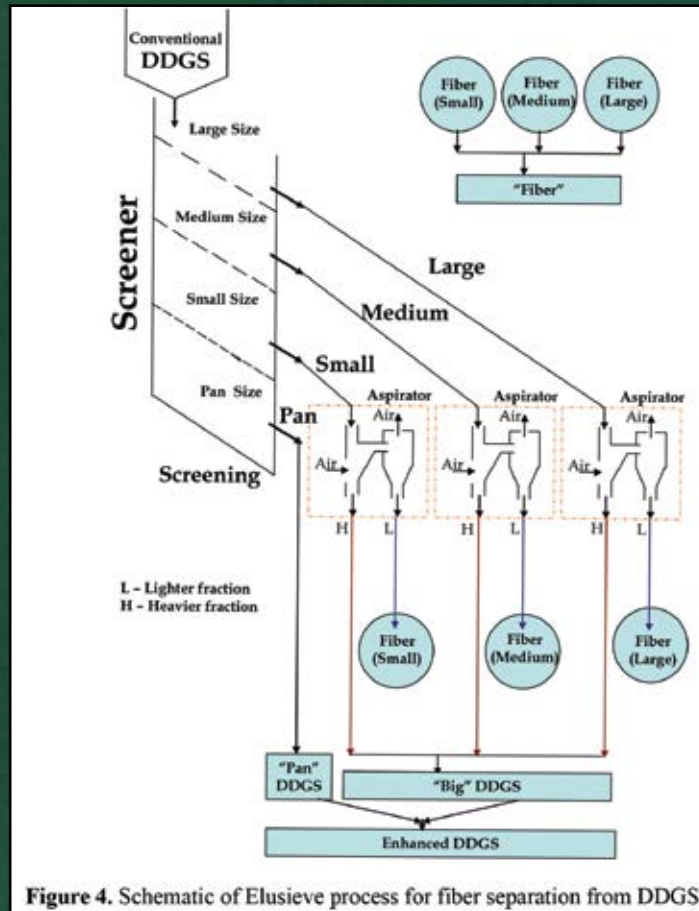 Conventional
DDGS
Large Size
Medium Size
Small Size
Pan Size
Screener
Screening
Large
Medium
Small
Pan
Fiber
(Small)
Fiber
(Medium)
Fiber
(Large)
"Fiber"
Aspirator
Air
Air
H
L
Aspirator
Air
Air
H
L
Aspirator
Air
Air
H
L
L – Lighter fraction
H – Heavier fraction
Fiber
(Small)
Fiber
(Medium)
Fiber
(Large)
"Pan"
DDGS
"Big" DDGS
Enhanced DDGS
Figure 4. Schematic of Elusieve process for fiber separation from DDGS